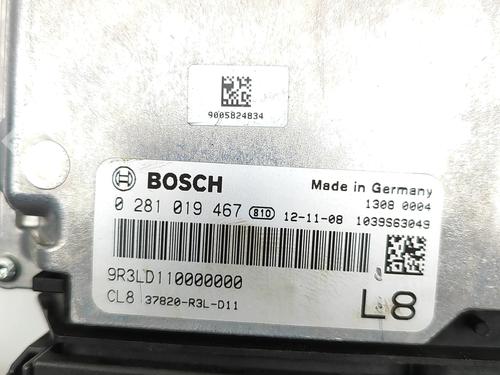 9005824834
BOSCH
Made in Germany
0 281 019 467 810 12-11-08
1308 0004
1039S63049
9R3LD110000000
CL8 37820-R3L-D11
L8